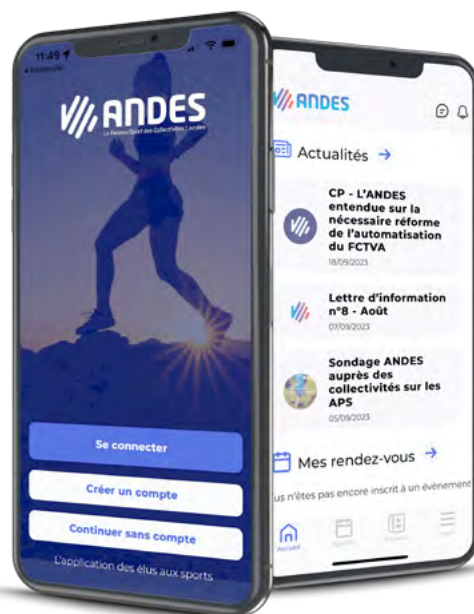 11:49
ANDES
Le Réseau Sport des Collectivités Locales
Se connecter
Créer un compte
Continuer sans compte
L'application des élus aux sports
ANDES
Actualités →
CP - L'ANDES
entendue sur la
nécessaire réforme
de l'automatisation
du FCTVA
18/09/2023
Lettre d'information
n°8 - Août
07/09/2023
Sondage ANDES
auprès des
collectivités sur les
APS
05/09/2023
Mes rendez-vous →
us n'êtes pas encore inscrit à un évènement
Accueil